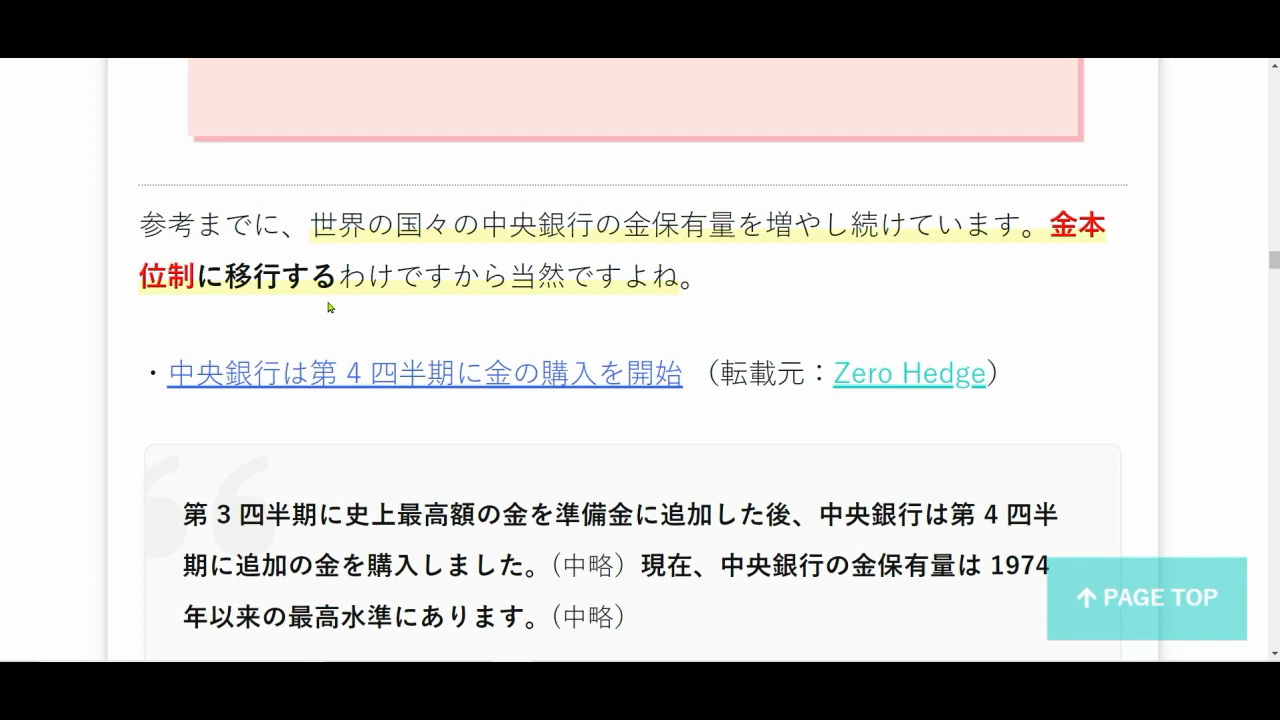 参考までに、世界の国々の中央銀行の金保有量を増やし続けています。金本
位制に移行するわけですから当然ですよね。
・中央銀行は第 4 四半期に金の購入を開始 （転載元：Zero Hedge）
第 3 四半期に史上最高額の金を準備金に追加した後、中央銀行は第 4 四半
期に追加の金を購入しました。（中略）現在、中央銀行の金保有量は 1974
年以来の最高水準にあります。（中略）
↑ PAGE TOP